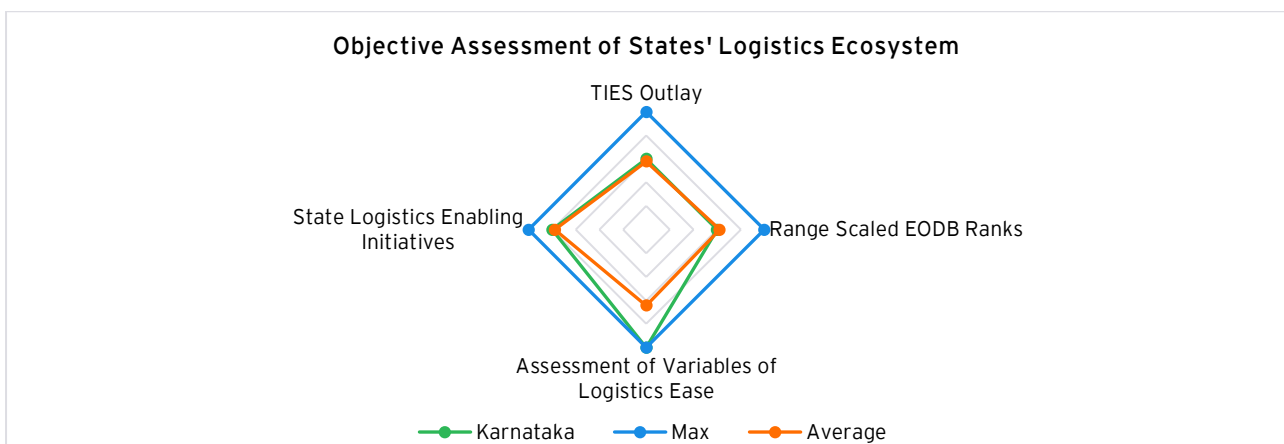 Objective Assessment of States' Logistics Ecosystem
TIES Outlay
State Logistics Enabling
Initiatives
Range Scaled EODB Ranks
Assessment of Variables of
Logistics Ease
Karnataka Max Average